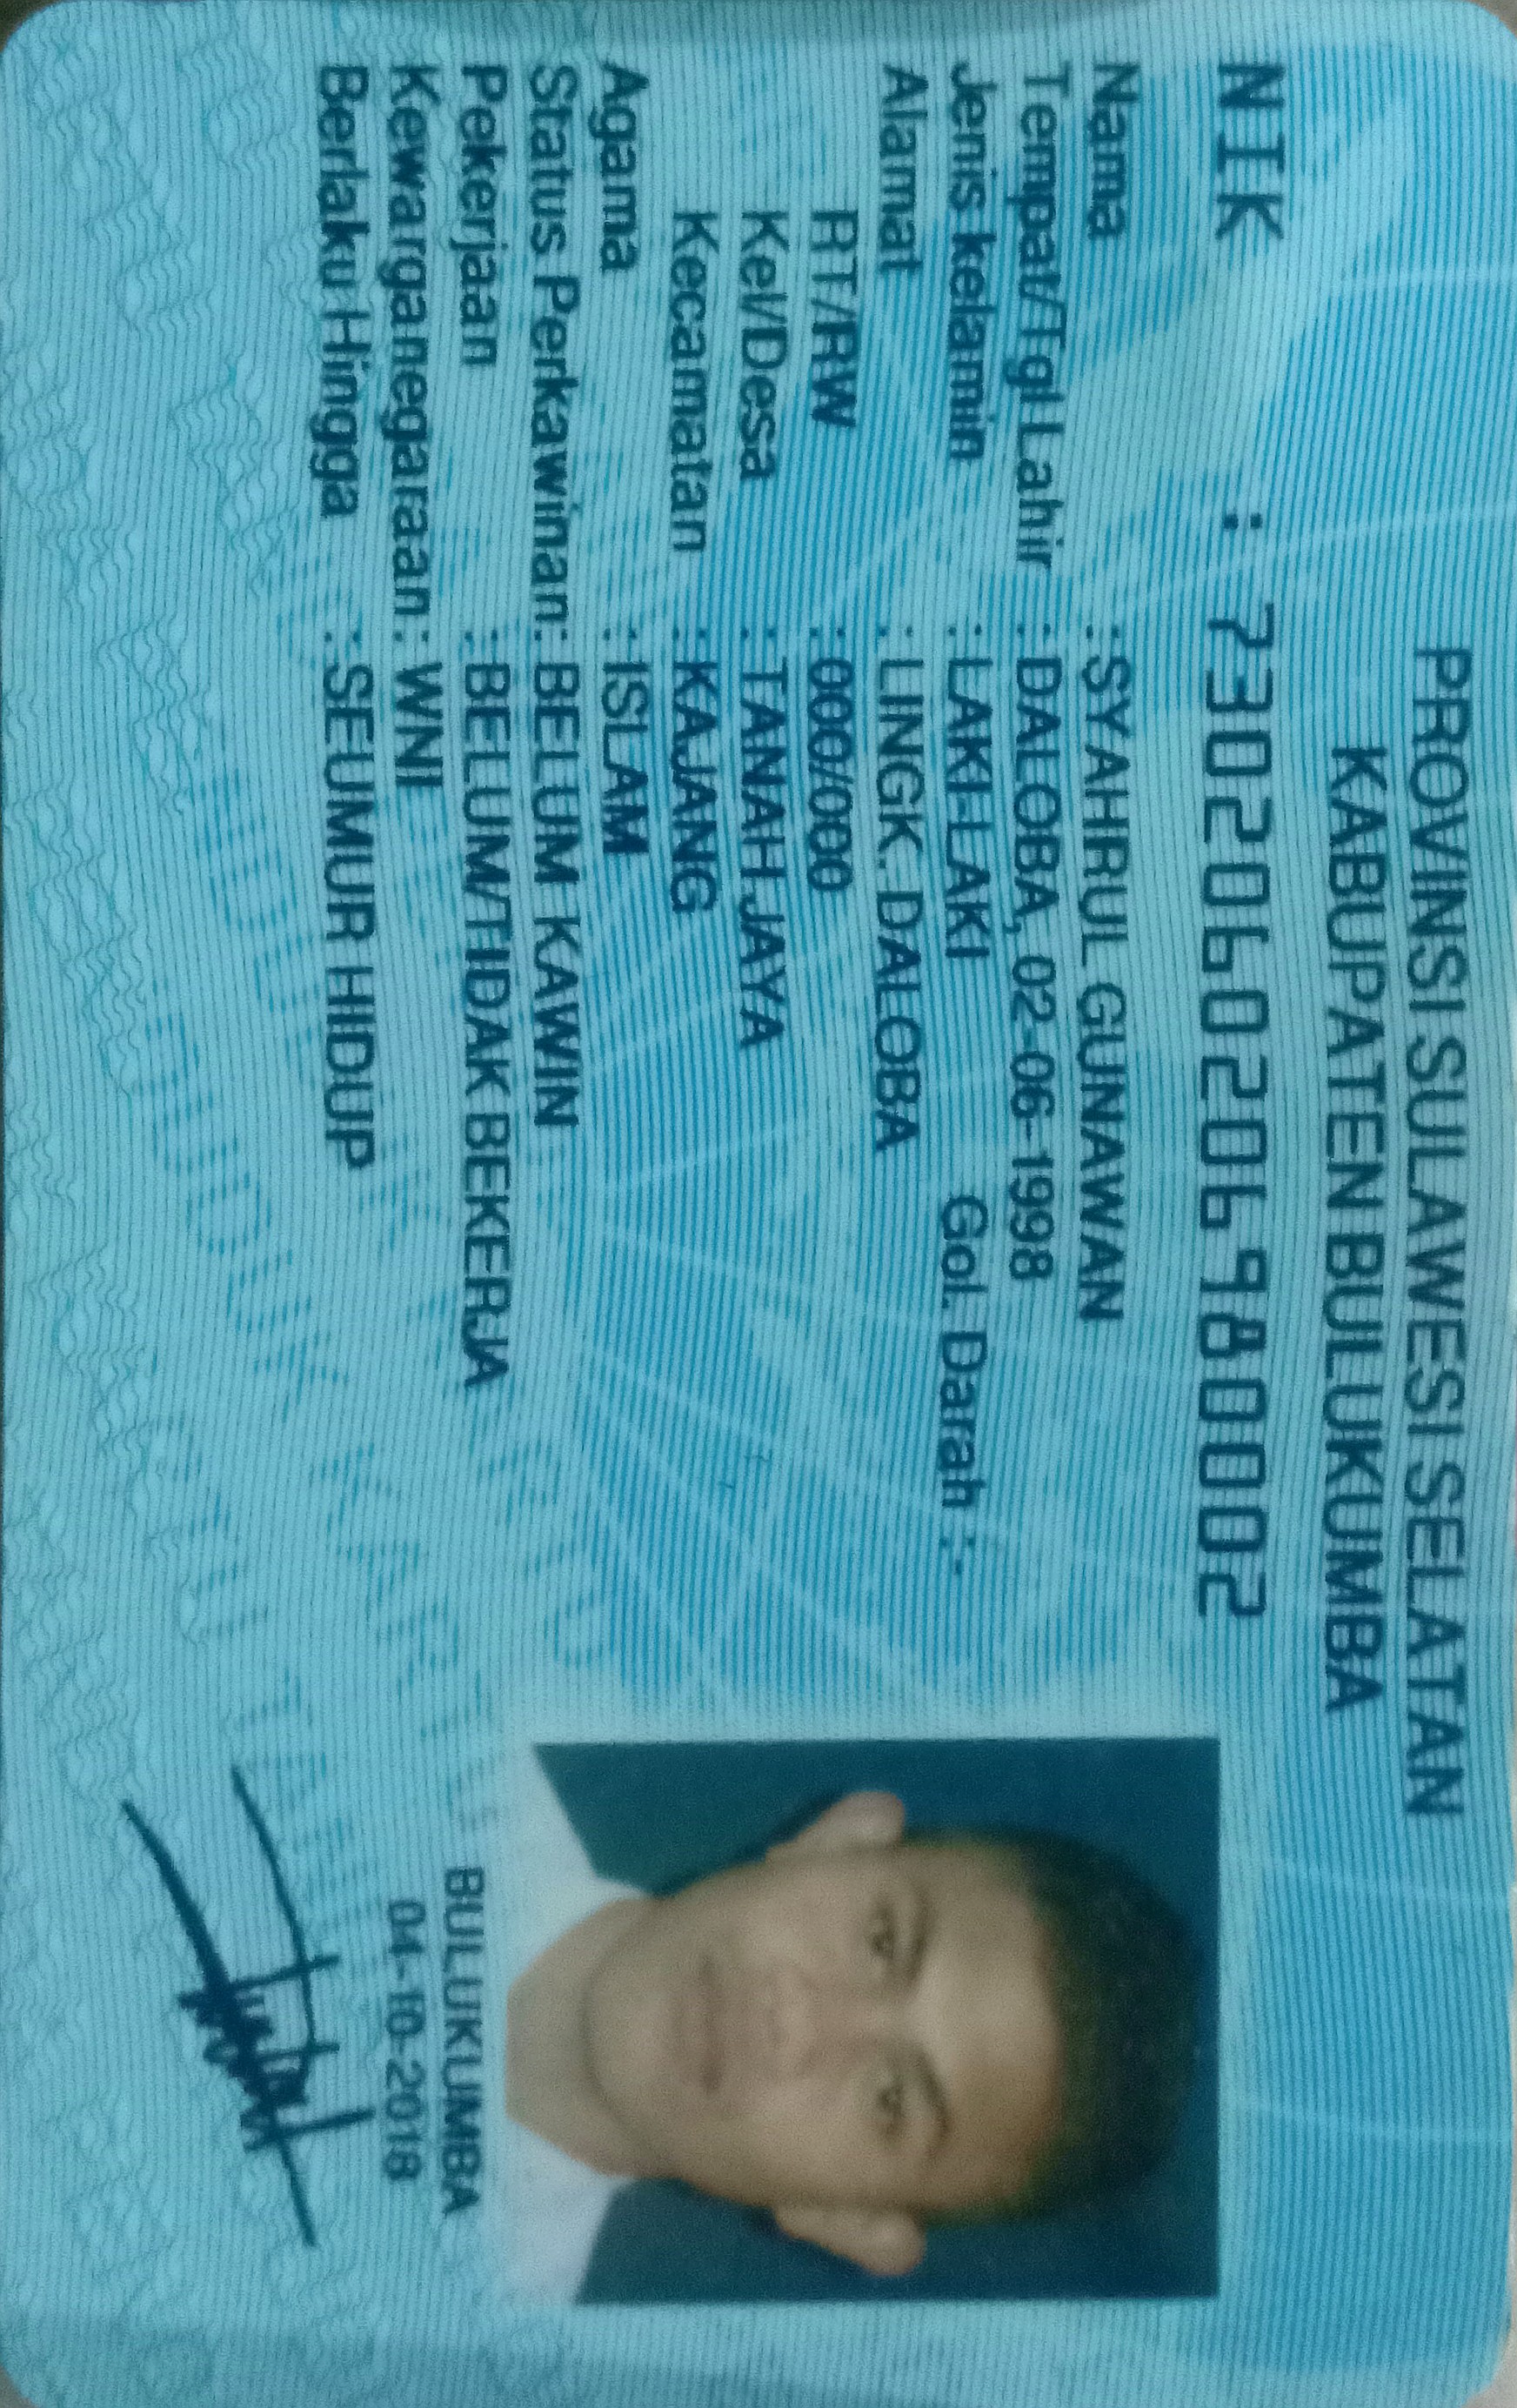 PROVINSI SULAWESI SELATAN
KABUPATEN BULUKUMBA
NIK : 7302060206980002
Nama : SYAHRUL GUNAWAN
Tempat/Tgl Lahir : DALOBA, 02-06-1998
Jenis kelamin : LAKI-LAKI Gol. Darah : -
Alamat : LINGK. DALOBA
RT/RW : 000/000
Kel/Desa : TANAH JAYA
Kecamatan : KAJANG
Agama : ISLAM
Status Perkawinan: BELUM KAWIN
Pekerjaan : BELUM/TIDAK BEKERJA
Kewarganegaraan: WNI
Berlaku Hingga : SEUMUR HIDUP
BULUKUMBA
04-10-2018